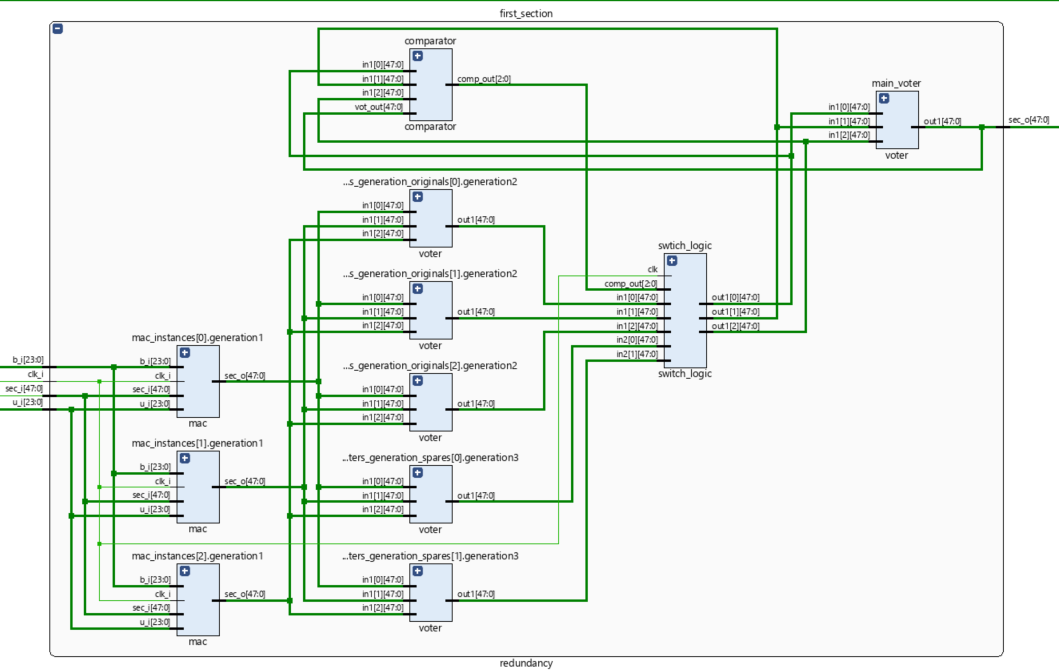 first_section
comparator
in1[0][47:0]
in1[1][47:0]
in1[2][47:0]
vot_out[47:0]
comp_out[2:0]
comparator
main_voter
in1[0][47:0]
in1[1][47:0]
in1[2][47:0]
out1[47:0]
voter
sec_o[47:0]
...s_generation_originals[0].generation2
in1[0][47:0]
in1[1][47:0]
in1[2][47:0]
out1[47:0]
voter
...s_generation_originals[1].generation2
in1[0][47:0]
in1[1][47:0]
in1[2][47:0]
out1[47:0]
voter
swtich_logic
clk
comp_out[2:0]
in1[0][47:0]
in1[1][47:0]
in1[2][47:0]
in2[0][47:0]
in2[1][47:0]
out1[0][47:0]
out1[1][47:0]
out1[2][47:0]
switch_logic
b_i[23:0]
clk_i
sec_i[47:0]
u_i[23:0]
mac_instances[0].generation1
b_i[23:0]
clk_i
sec_i[47:0]
u_i[23:0]
sec_o[47:0]
mac
...s_generation_originals[2].generation2
in1[0][47:0]
in1[1][47:0]
in1[2][47:0]
out1[47:0]
voter
mac_instances[1].generation1
b_i[23:0]
clk_i
sec_i[47:0]
u_i[23:0]
sec_o[47:0]
mac
...ters_generation_spares[0].generation3
in1[0][47:0]
in1[1][47:0]
in1[2][47:0]
out1[47:0]
voter
mac_instances[2].generation1
b_i[23:0]
clk_i
sec_i[47:0]
u_i[23:0]
sec_o[47:0]
mac
...ters_generation_spares[1].generation3
in1[0][47:0]
in1[1][47:0]
in1[2][47:0]
out1[47:0]
voter
redundancy